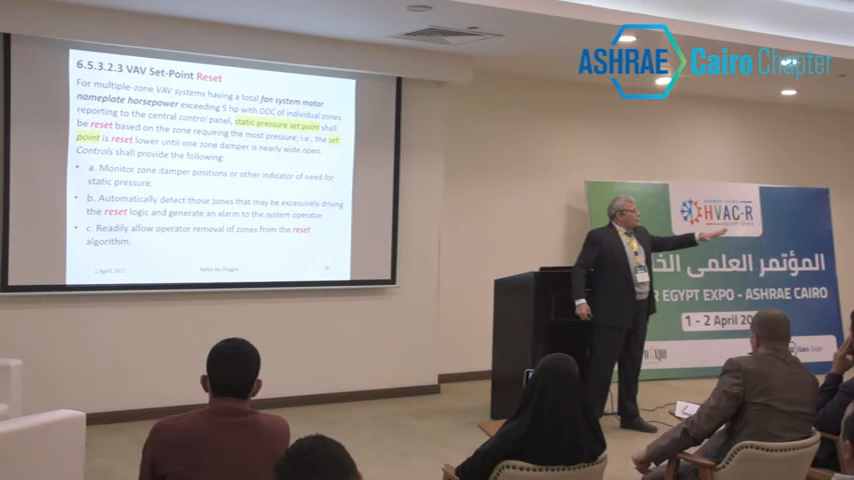 ASHRAE Cairo Chapter
6.5.3.2.3 VAV Set-Point Reset
For multiple-zone VAV systems having a total fan system motor
nameplate horsepower exceeding 5 hp with DDC of individual zones
reporting to the central control panel, static pressure set point shall
be reset based on the zone requiring the most pressure; i.e., the set
point is reset lower until one zone damper is nearly wide open.
Controls shall provide the following:
• a. Monitor zone damper positions or other indicator of need for
static pressure.
• b. Automatically detect those zones that may be excessively driving
the reset logic and generate an alarm to the system operator.
• c. Readily allow operator removal of zones from the reset
algorithm.
HVAC-R
المؤتمر العلمى
R EGYPT EXPO - ASHRAE CAIRO
1 - 2 April
Cairo Chapter